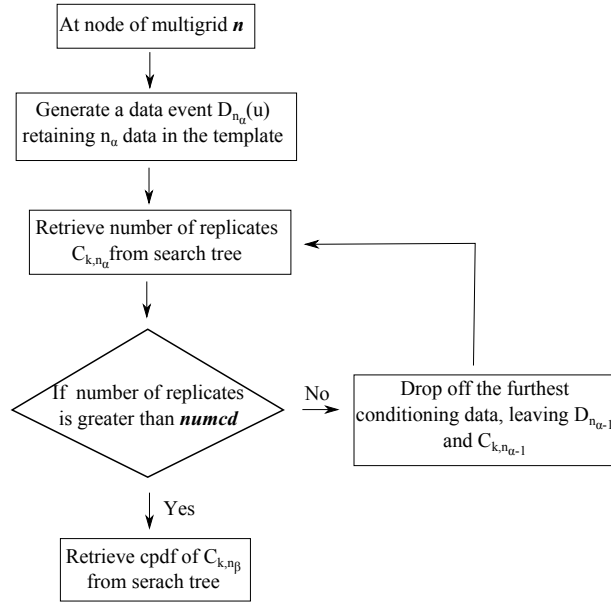 At node of multigrid n
Generate a data event D_{n_α}(u)
retaining n_α data in the template
Retrieve number of replicates
C_{k,n_α} from search tree
If number of replicates
is greater than numcd
No
Drop off the furthest
conditioning data, leaving D_{n_{α-1}}
and C_{k,n_{α-1}}
Yes
Retrieve cpdf of C_{k,n_β}
from serach tree